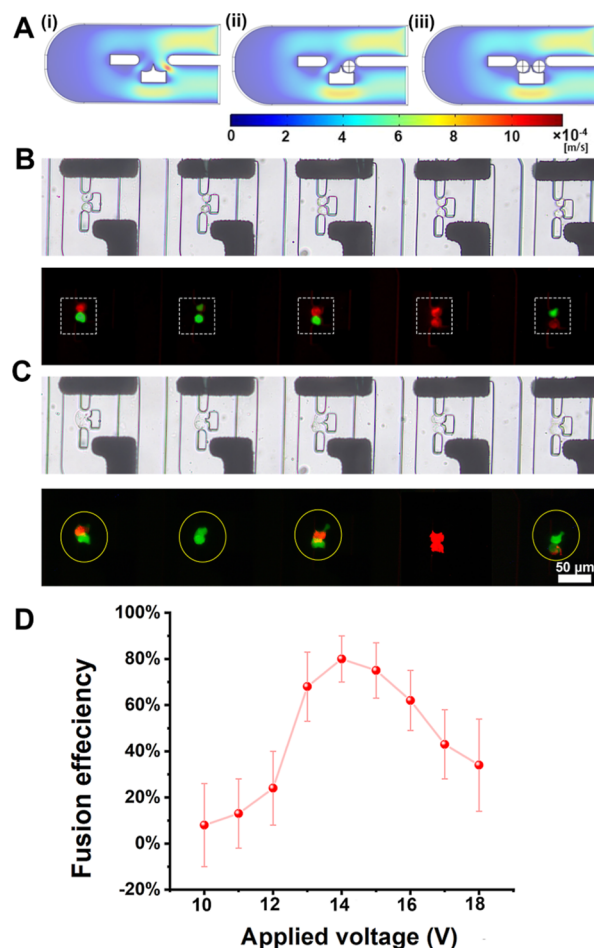 A (i) (ii) (iii)
0 2 4 6 8 10 ×10⁻⁴
[m/s]
B
C
50 μm
D
100%
80%
60%
40%
20%
0%
-20%
Fusion effeciency
10 12 14 16 18
Applied voltage (V)